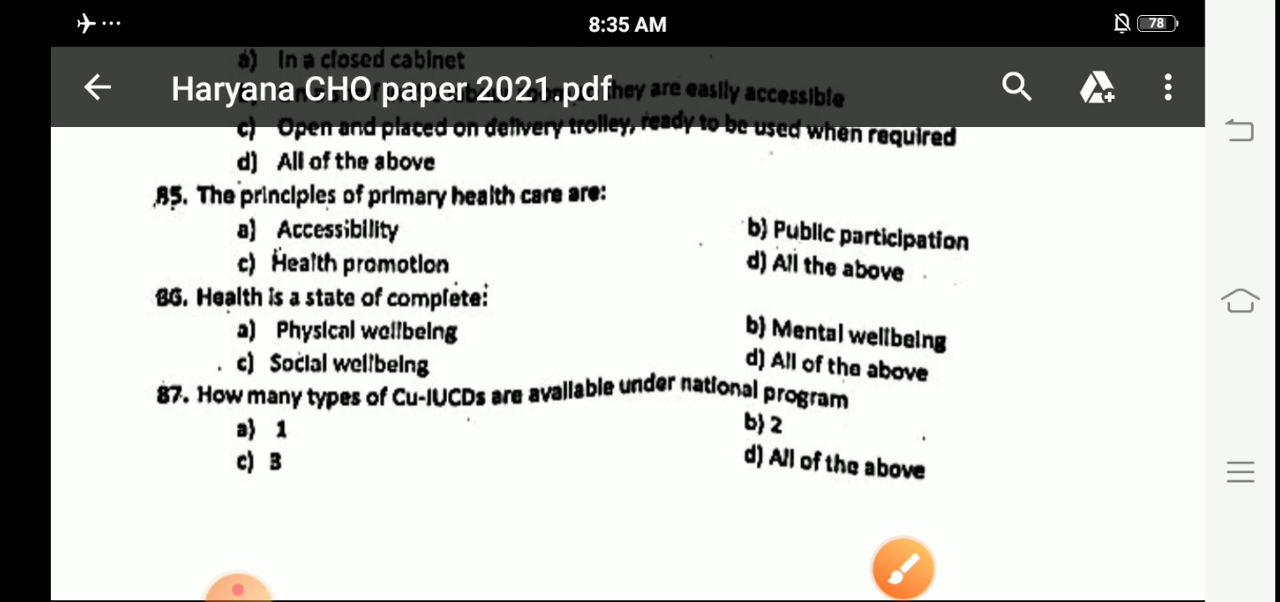 8:35 AM
78
a) In a closed cabinet
Haryana CHO paper 2021.pdf
they are easily accessible
c) Open and placed on delivery trolley, ready to be used when required
d) All of the above
85. The principles of primary health care are:
a) Accessibility b) Public participation
c) Health promotion d) All the above
86. Health is a state of complete:
a) Physical wellbeing b) Mental wellbeing
c) Social wellbeing d) All of the above
87. How many types of Cu-IUCDs are available under national program
a) 1 b) 2
c) 3 d) All of the above